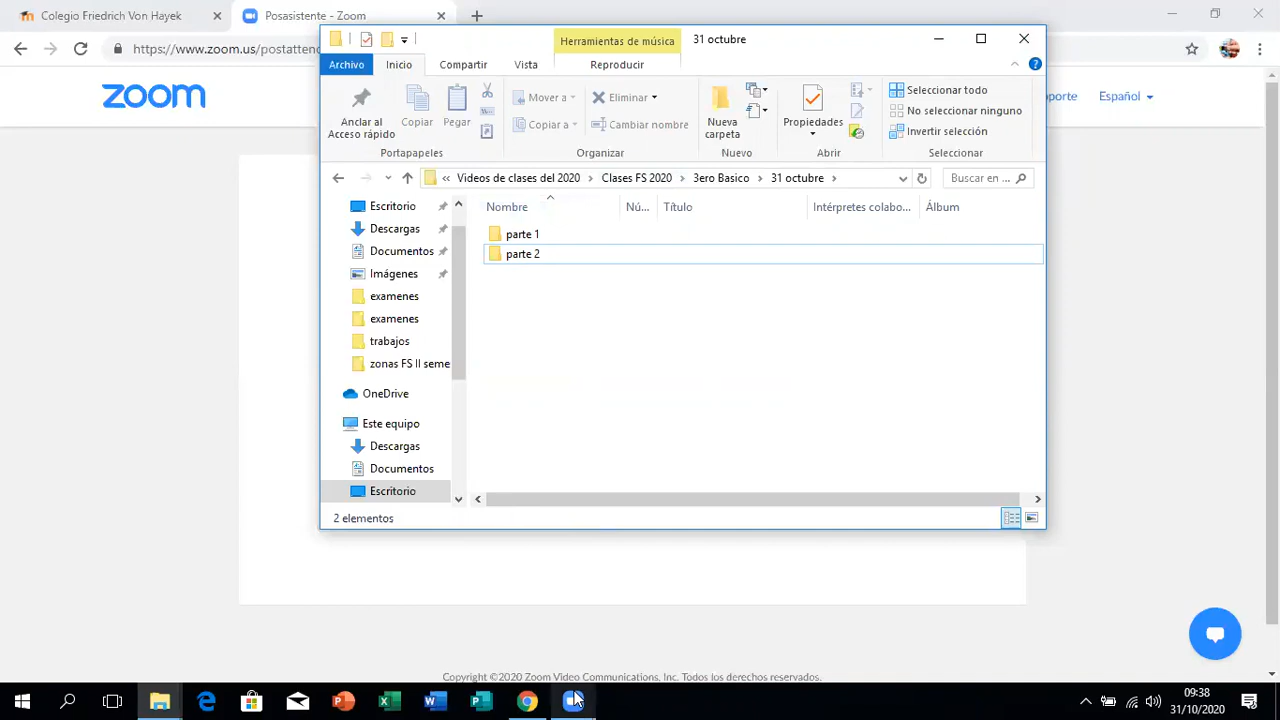 Colegio Friedrich Von Hayek
Posasistente - Zoom
https://www.zoom.us/postattend
zoom
oporte
Español
Herramientas de música
31 octubre
Archivo
Inicio
Compartir
Vista
Reproducir
Anclar al
Acceso rápido
Copiar
Pegar
Portapapeles
Mover a
Eliminar
Copiar a
Cambiar nombre
Organizar
Nueva
carpeta
Nuevo
Propiedades
Abrir
Seleccionar todo
No seleccionar ninguno
Invertir selección
Seleccionar
« Videos de clases del 2020 > Clases FS 2020 > 3ero Basico > 31 octubre >
Buscar en ...
Nombre
Nú...
Título
Intérpretes colabo...
Álbum
parte 1
parte 2
Escritorio
Descargas
Documentos
Imágenes
examenes
examenes
trabajos
zonas FS II seme
OneDrive
Este equipo
Descargas
Documentos
Escritorio
2 elementos
Copyright ©2020 Zoom Video Communications, Inc. Todos los derechos reservados.
09:38
31/10/2020